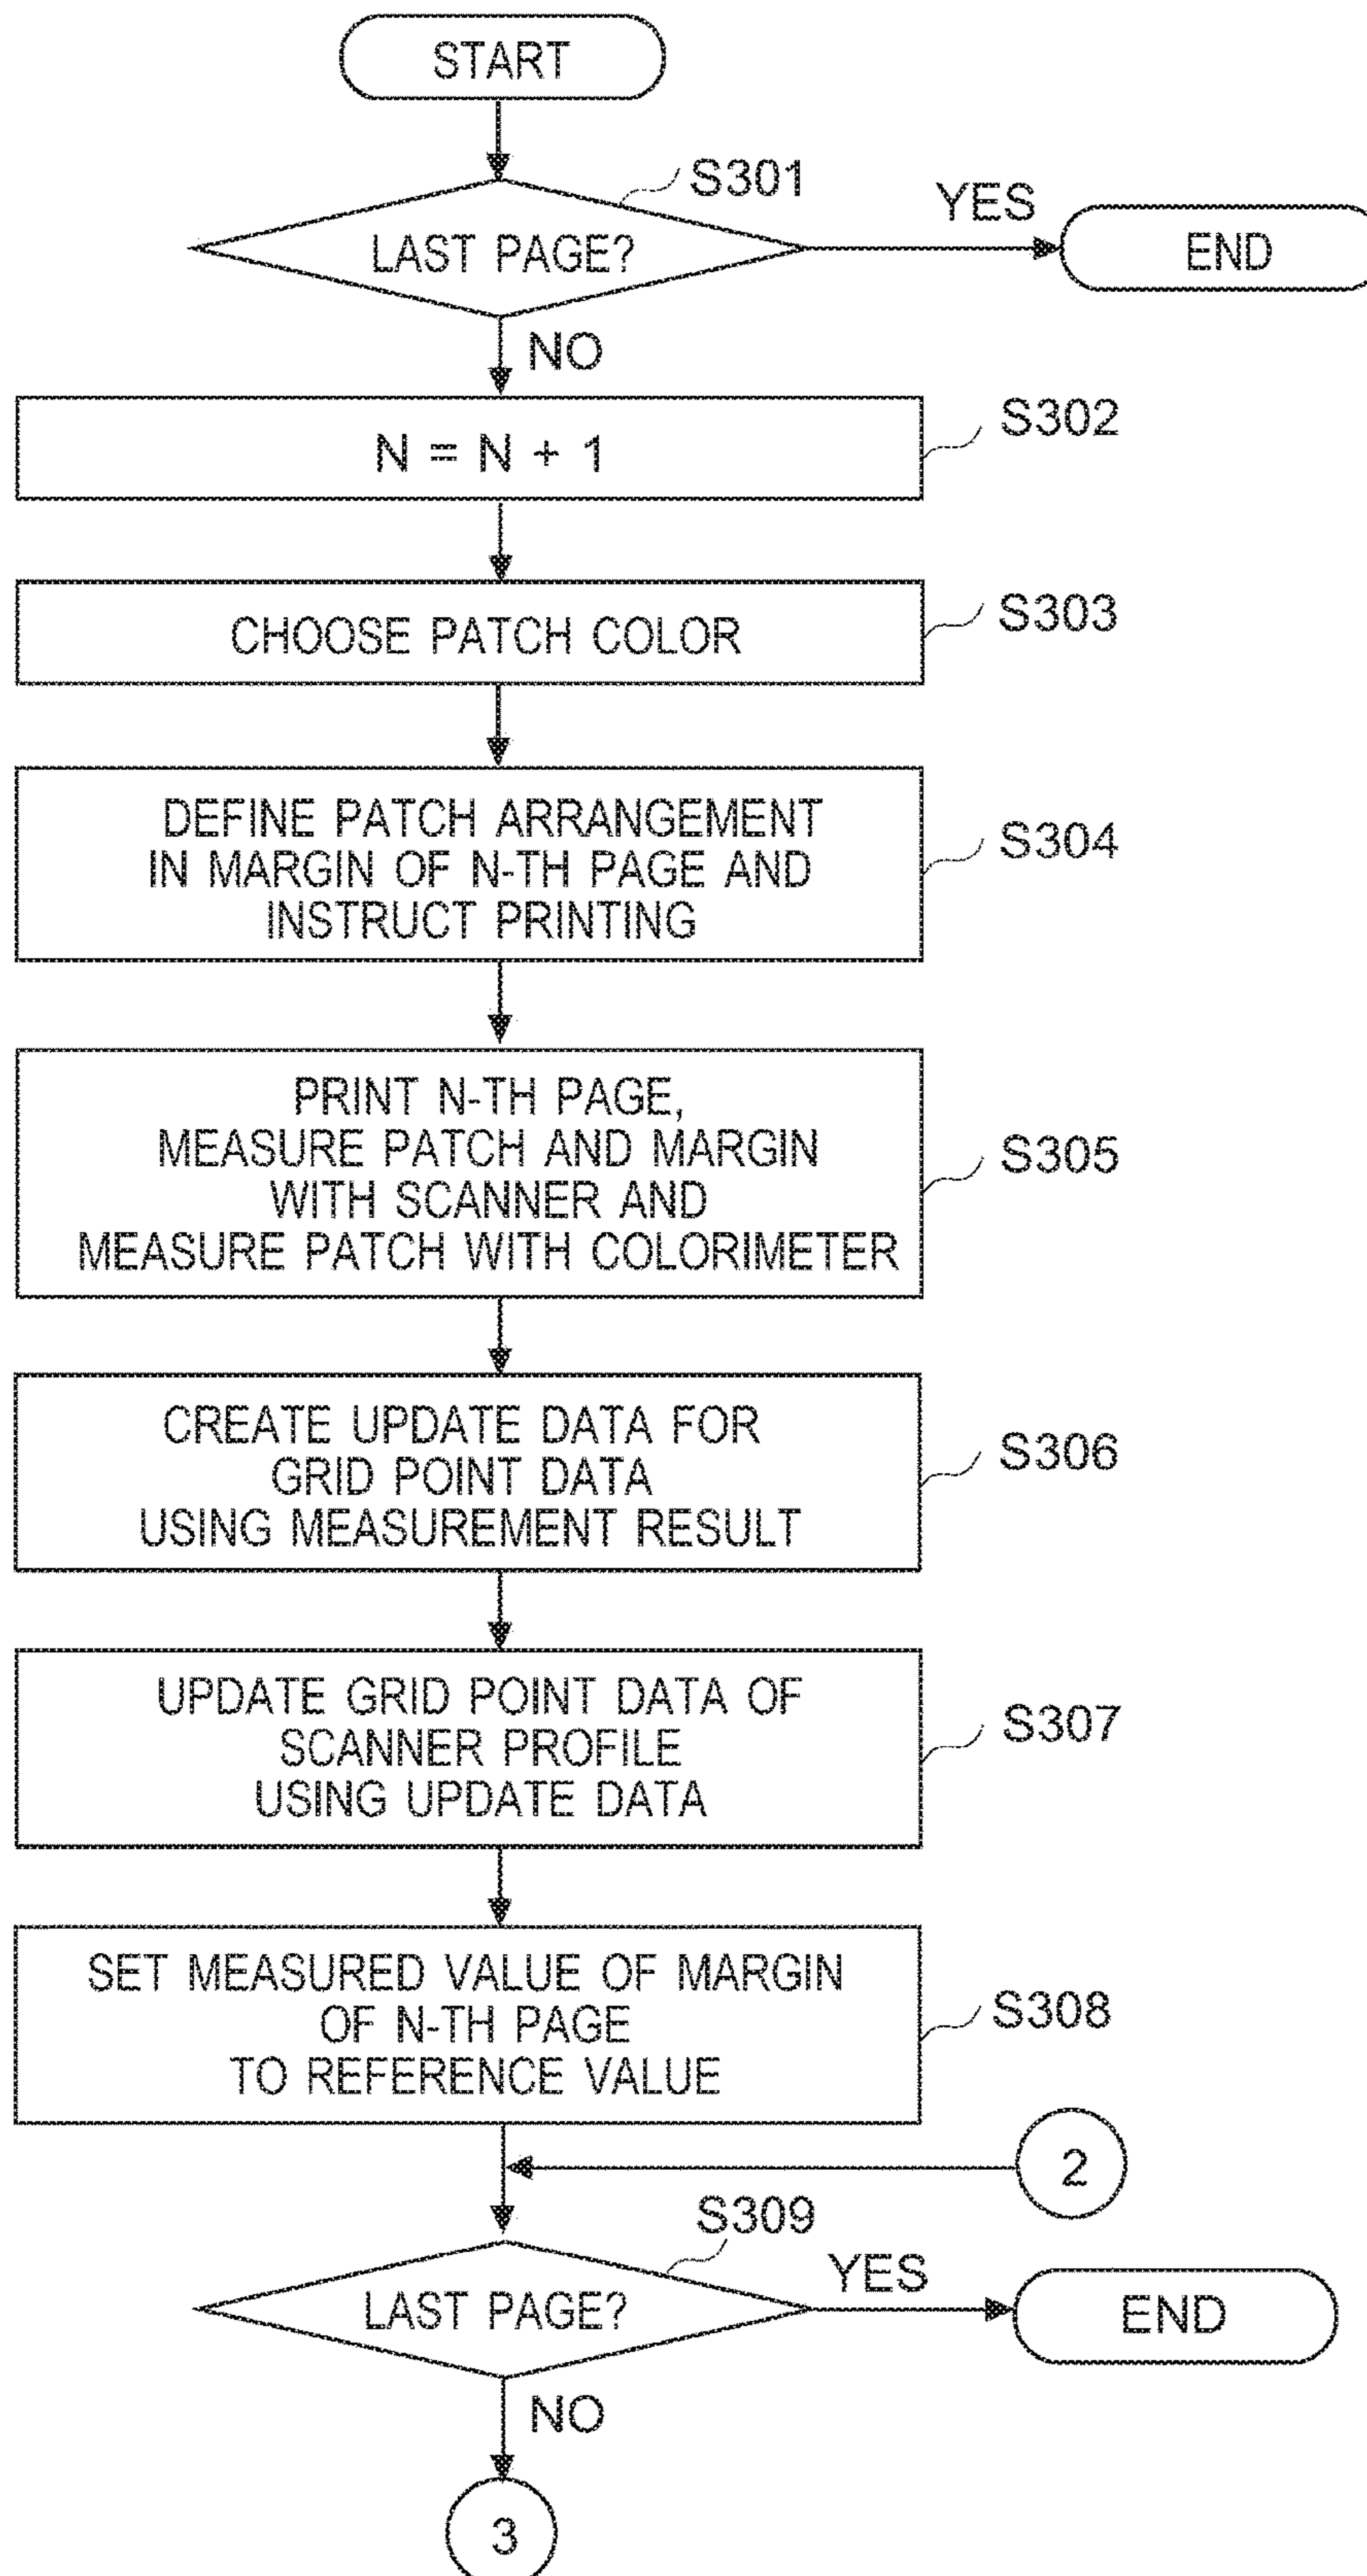 START
S301
LAST PAGE?
YES
END
NO
N = N + 1
S302
CHOOSE PATCH COLOR
S303
DEFINE PATCH ARRANGEMENT
IN MARGIN OF N-TH PAGE AND
INSTRUCT PRINTING
S304
PRINT N-TH PAGE,
MEASURE PATCH AND MARGIN
WITH SCANNER AND
MEASURE PATCH WITH COLORIMETER
S305
CREATE UPDATE DATA FOR
GRID POINT DATA
USING MEASUREMENT RESULT
S306
UPDATE GRID POINT DATA OF
SCANNER PROFILE
USING UPDATE DATA
S307
SET MEASURED VALUE OF MARGIN
OF N-TH PAGE
TO REFERENCE VALUE
S308
2
S309
LAST PAGE?
YES
END
NO
3